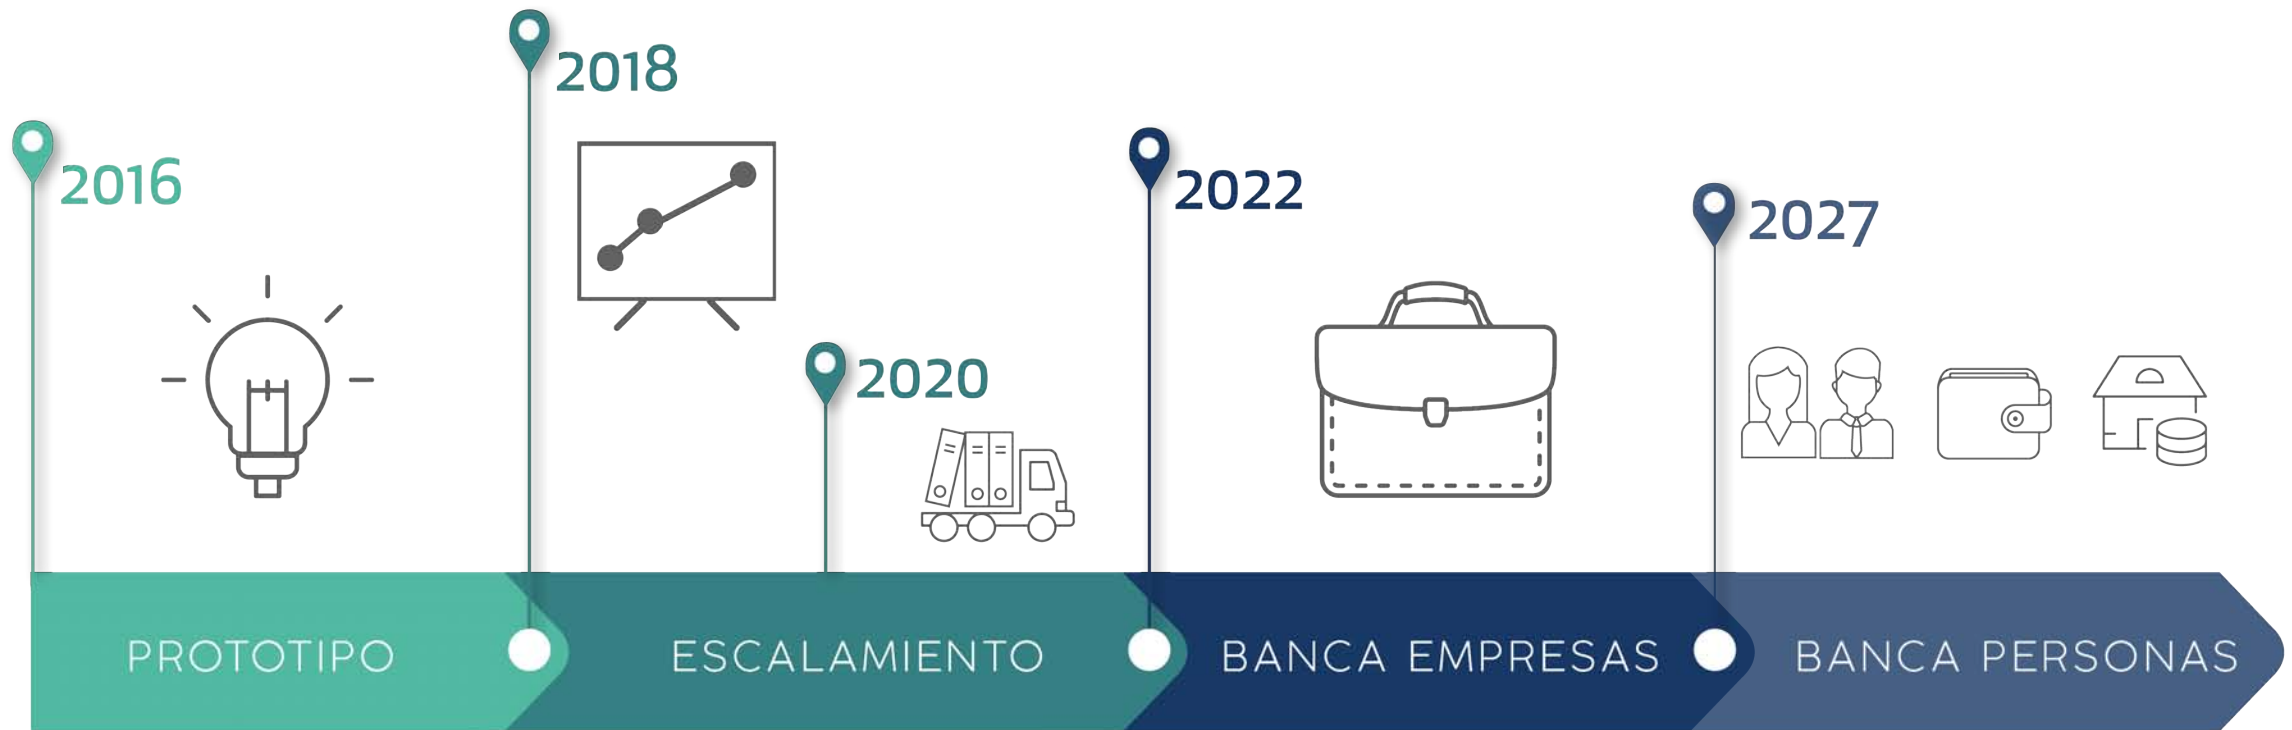 2016
2018
2020
2022
2027
PROTOTIPO
ESCALAMIENTO
BANCA EMPRESAS
BANCA PERSONAS